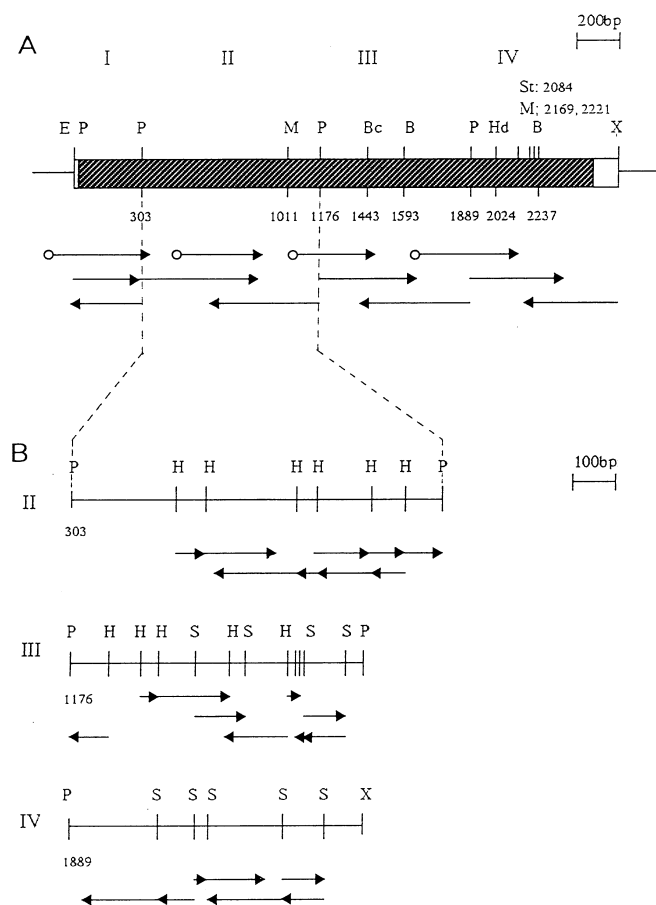 200bp
A
I II III IV
St: 2084
M; 2169, 2221
E P P M P Bc B P Hd B X
303 1011 1176 1443 1593 1889 2024 2237
B
100bp
P H H H H H H P
II
303
P H H H S H S H S S P
III
1176
P S S S S S X
IV
1889